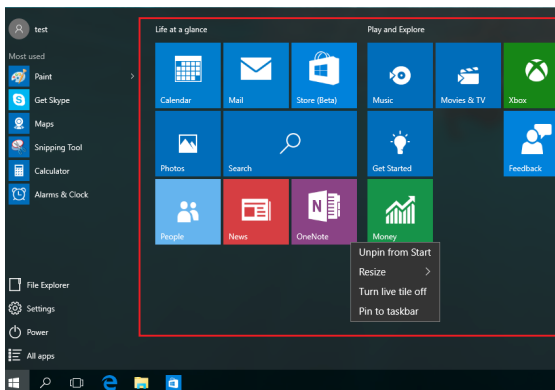 test
Most used
Paint
Get Skype
Maps
Snipping Tool
Calculator
Alarms & Clock
File Explorer
Settings
Power
All apps
Life at a glance
Calendar
Mail
Store (Beta)
Photos
Search
People
News
OneNote
Play and Explore
Music
Movies & TV
Xbox
Get Started
Feedback
Money
Unpin from Start
Resize
Turn live tile off
Pin to taskbar